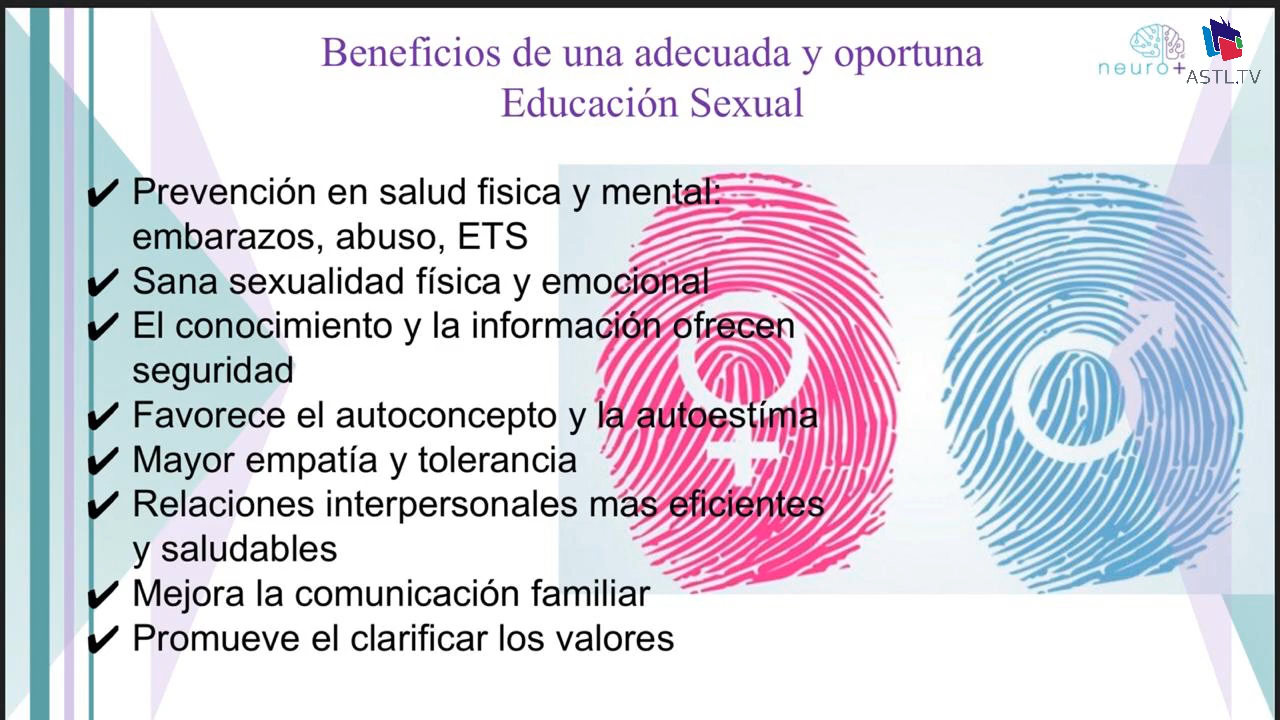 Beneficios de una adecuada y oportuna
Educación Sexual
neuro+
ASTL.TV
✔ Prevención en salud fisica y mental:
embarazos, abuso, ETS
✔ Sana sexualidad física y emocional
✔ El conocimiento y la información ofrecen
seguridad
✔ Favorece el autoconcepto y la autoestíma
✔ Mayor empatía y tolerancia
✔ Relaciones interpersonales mas eficientes
y saludables
✔ Mejora la comunicación familiar
✔ Promueve el clarificar los valores